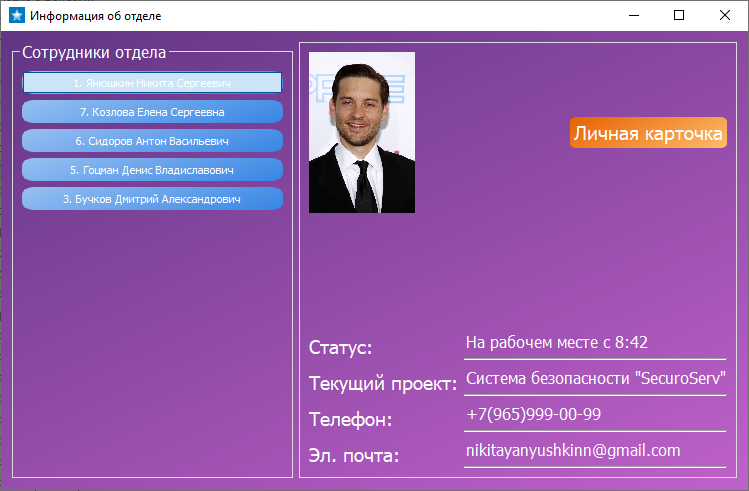 Информация об отделе
Сотрудники отдела
1. Янюшкин Никита Сергеевич
7. Козлова Елена Сергеевна
6. Сидоров Антон Васильевич
5. Гоцман Денис Владиславович
3. Бучков Дмитрий Александрович
Личная карточка
Статус: На рабочем месте с 8:42
Текущий проект: Система безопасности "SecuroServ"
Телефон: +7(965)999-00-99
Эл. почта: nikitayanyushkinn@gmail.com